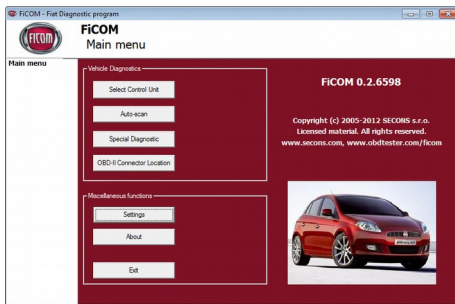 FiCOM - Fiat Diagnostic program
FiCOM
FiCOM
Main menu
Main menu
Vehicle Diagnostics
Select Control Unit
Auto-scan
Special Diagnostic
OBD-II Connector Location
Miscellaneous functions
Settings
About
Exit
FiCOM 0.2.6598
Copyright (c) 2005-2012 SECONS s.r.o.
Licensed material. All rights reserved.
www.secons.com, www.obdtester.com/ficom